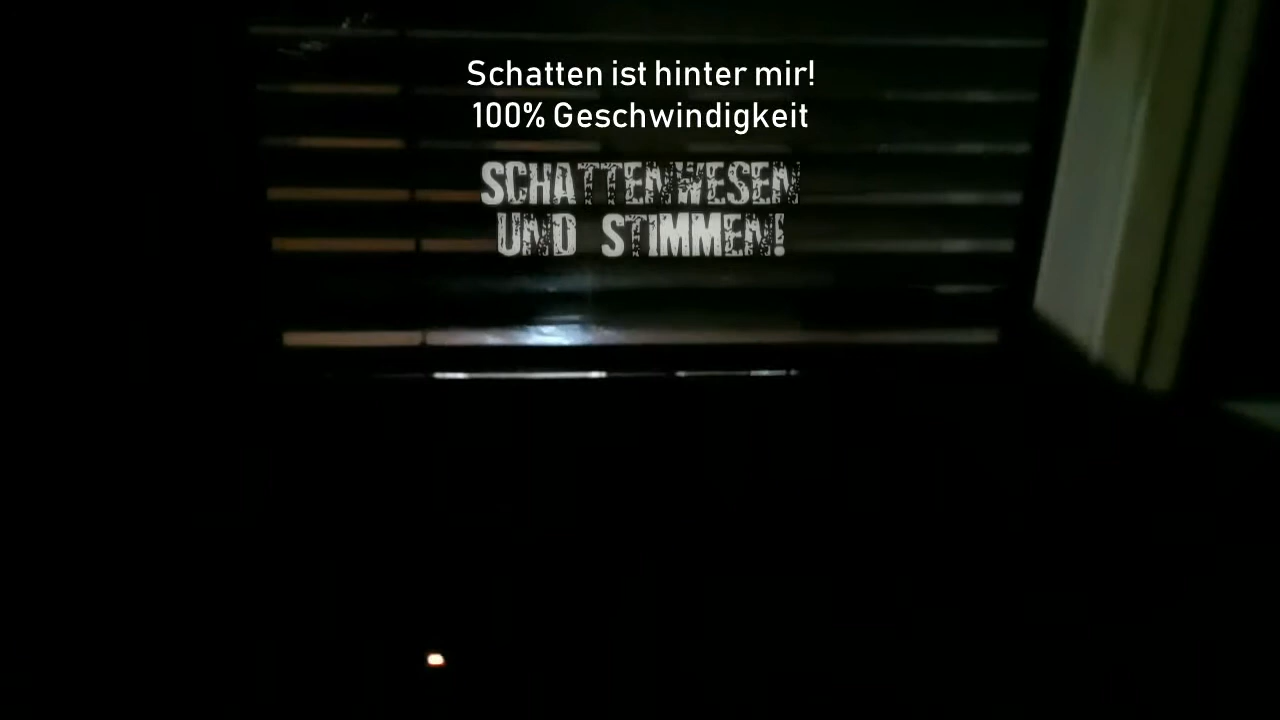 Schatten ist hinter mir!
100% Geschwindigkeit
SCHATTENWESEN
UND STIMMEN!